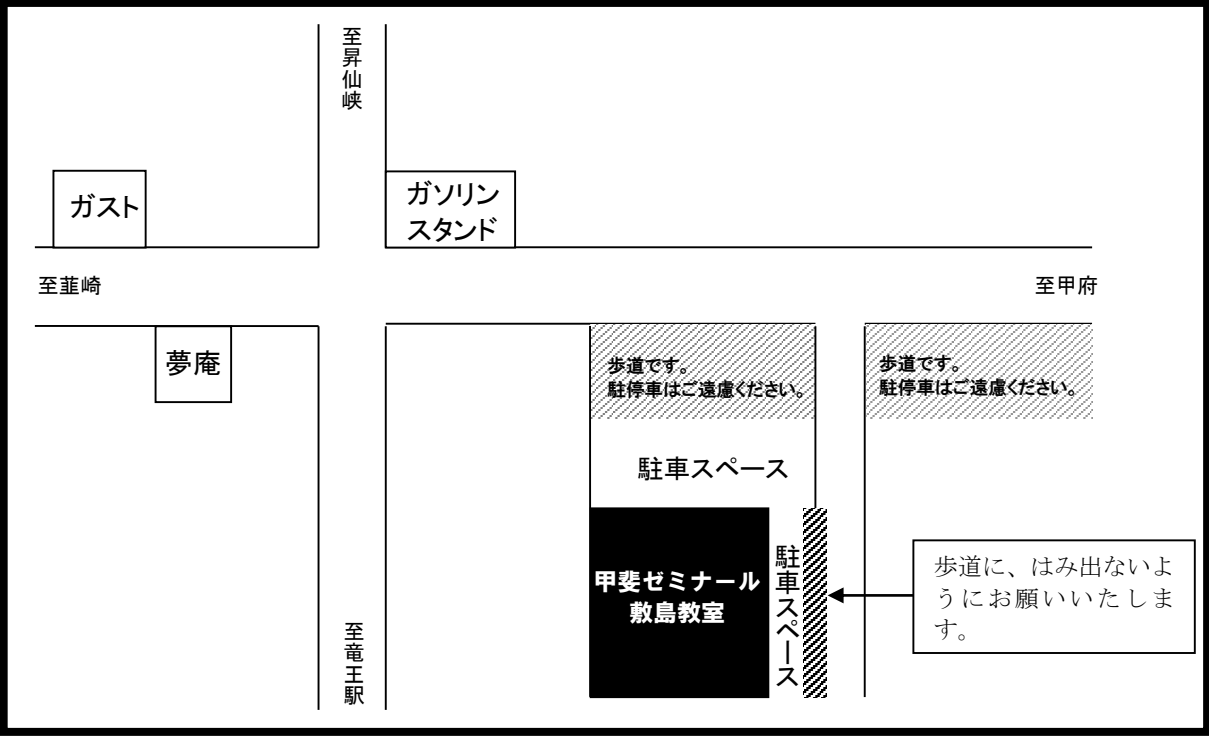 至昇仙峡
ガスト
ガソリン
スタンド
至韮崎
至甲府
夢庵
歩道です。
駐停車はご遠慮ください。
歩道です。
駐停車はご遠慮ください。
駐車スペース
甲斐ゼミナール
敷島教室
駐車スペース
歩道に、はみ出ないよ
うにお願いいたしま
す。
至竜王駅